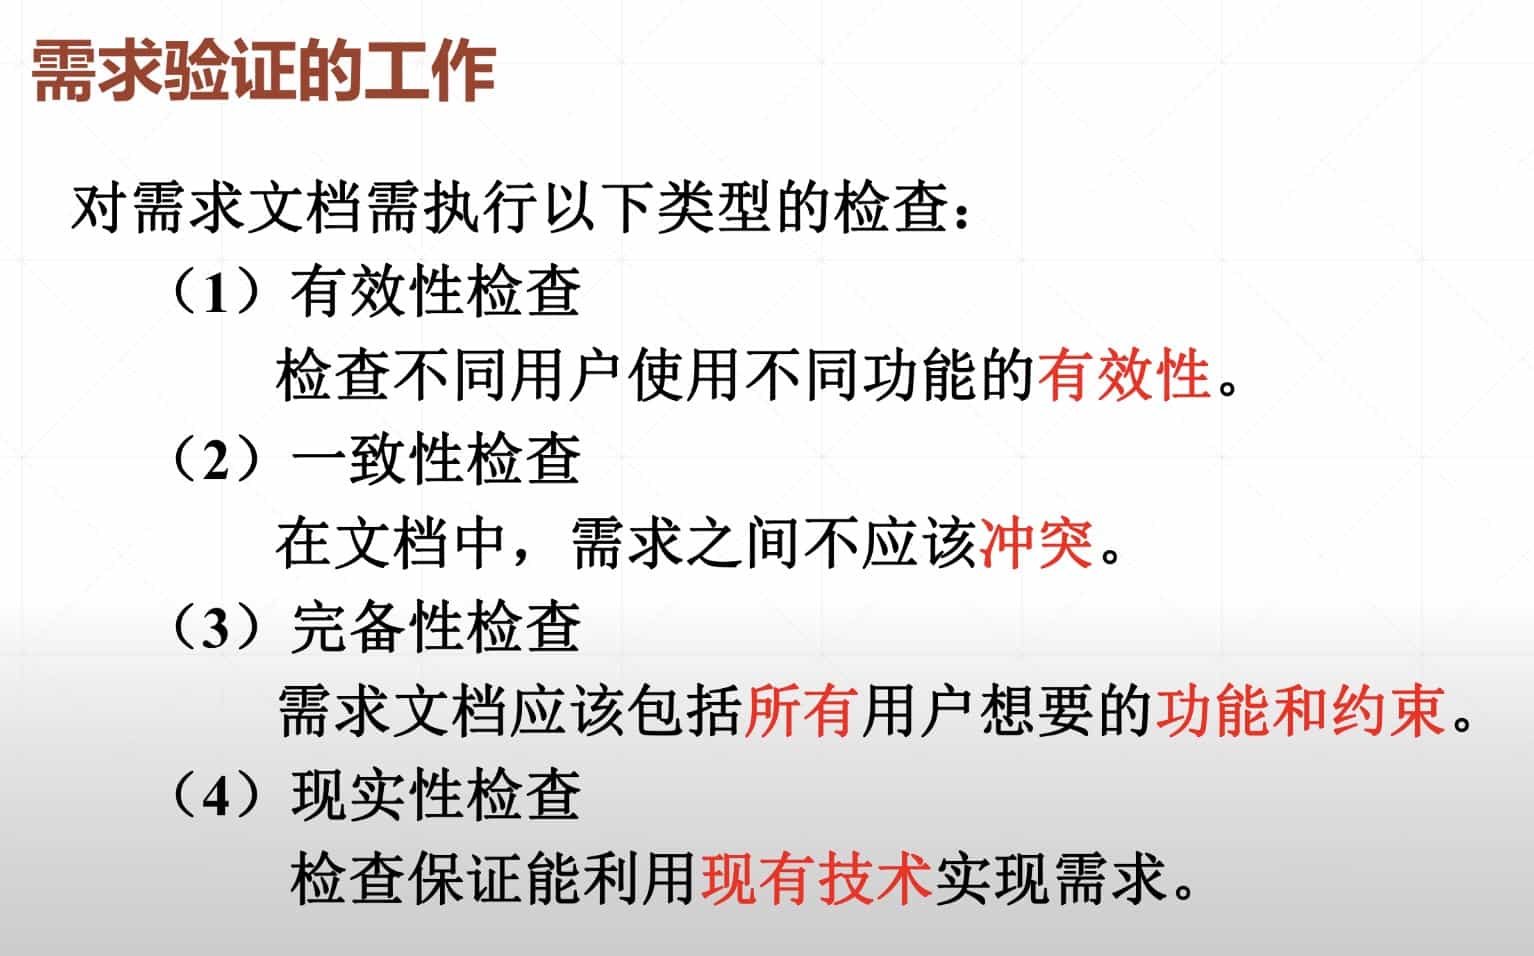 需求验证的工作
对需求文档需执行以下类型的检查：
（1）有效性检查
检查不同用户使用不同功能的有效性。
（2）一致性检查
在文档中，需求之间不应该冲突。
（3）完备性检查
需求文档应该包括所有用户想要的功能和约束。
（4）现实性检查
检查保证能利用现有技术实现需求。